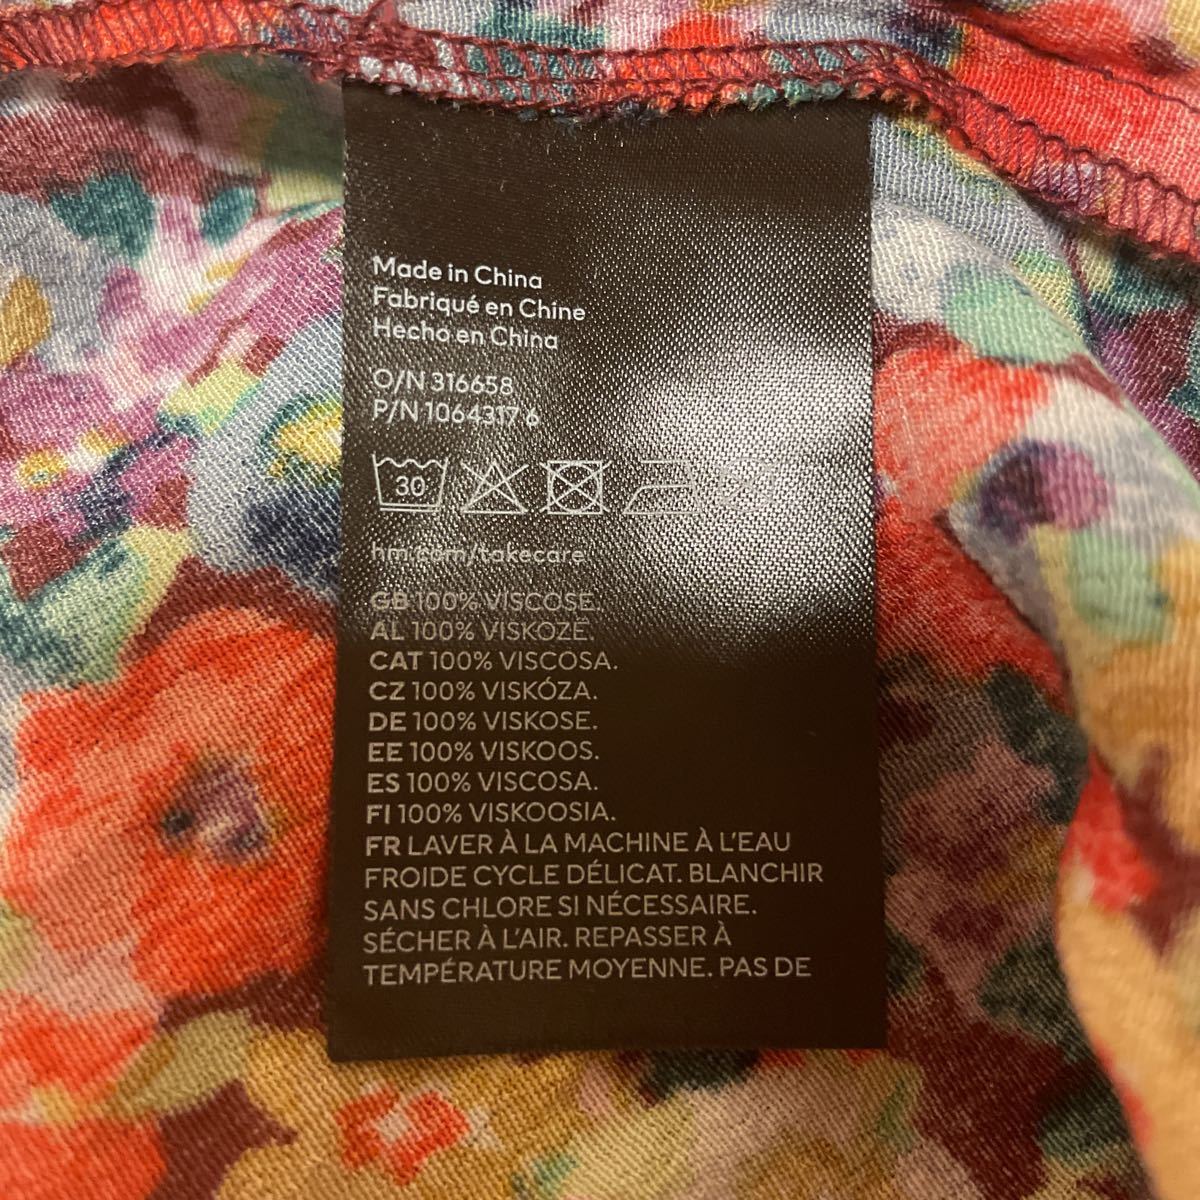 Made in China
Fabriqué en Chine
Hecho en China
O/N 316658
P/N 1064317 6
30
hm.com/takecare
GB 100% VISCOSE.
AL 100% VISKOZË.
CAT 100% VISCOSA.
CZ 100% VISKÓZA.
DE 100% VISKOSE.
EE 100% VISKOOS.
ES 100% VISCOSA.
FI 100% VISKOOSIA.
FR LAVER À LA MACHINE À L'EAU
FROIDE CYCLE DÉLICAT. BLANCHIR
SANS CHLORE SI NÉCESSAIRE.
SÉCHER À L'AIR. REPASSER À
TEMPÉRATURE MOYENNE. PAS DE